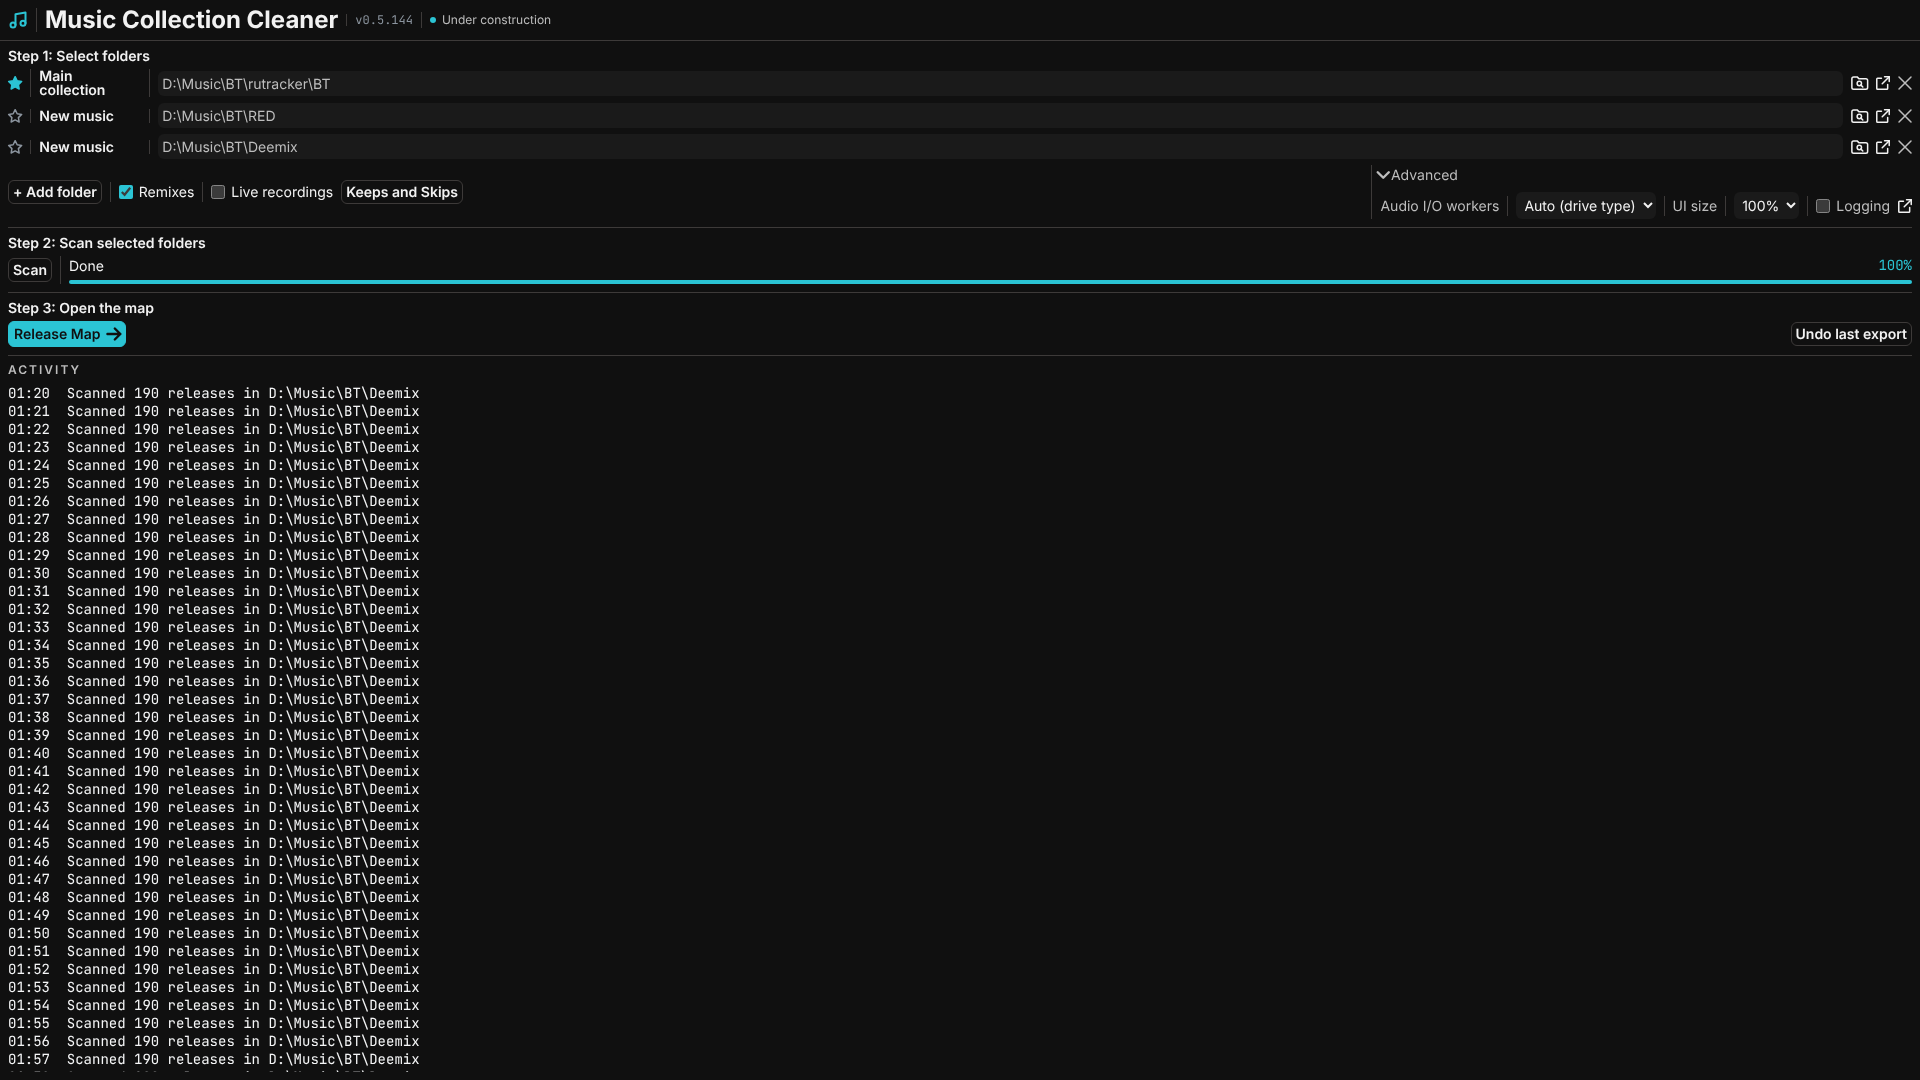 Music Collection Cleaner v0.5.144 Under construction
Step 1: Select folders
Main collection D:\Music\BT\rutracker\BT
New music D:\Music\BT\RED
New music D:\Music\BT\Deemix
+ Add folder Remixes Live recordings Keeps and Skips
Advanced
Audio I/O workers Auto (drive type) UI size 100% Logging
Step 2: Scan selected folders
Scan Done 100%
Step 3: Open the map
Release Map Undo last export
ACTIVITY
01:20 Scanned 190 releases in D:\Music\BT\Deemix
01:21 Scanned 190 releases in D:\Music\BT\Deemix
01:22 Scanned 190 releases in D:\Music\BT\Deemix
01:23 Scanned 190 releases in D:\Music\BT\Deemix
01:24 Scanned 190 releases in D:\Music\BT\Deemix
01:25 Scanned 190 releases in D:\Music\BT\Deemix
01:26 Scanned 190 releases in D:\Music\BT\Deemix
01:27 Scanned 190 releases in D:\Music\BT\Deemix
01:28 Scanned 190 releases in D:\Music\BT\Deemix
01:29 Scanned 190 releases in D:\Music\BT\Deemix
01:30 Scanned 190 releases in D:\Music\BT\Deemix
01:31 Scanned 190 releases in D:\Music\BT\Deemix
01:32 Scanned 190 releases in D:\Music\BT\Deemix
01:33 Scanned 190 releases in D:\Music\BT\Deemix
01:34 Scanned 190 releases in D:\Music\BT\Deemix
01:35 Scanned 190 releases in D:\Music\BT\Deemix
01:36 Scanned 190 releases in D:\Music\BT\Deemix
01:37 Scanned 190 releases in D:\Music\BT\Deemix
01:38 Scanned 190 releases in D:\Music\BT\Deemix
01:39 Scanned 190 releases in D:\Music\BT\Deemix
01:40 Scanned 190 releases in D:\Music\BT\Deemix
01:41 Scanned 190 releases in D:\Music\BT\Deemix
01:42 Scanned 190 releases in D:\Music\BT\Deemix
01:43 Scanned 190 releases in D:\Music\BT\Deemix
01:44 Scanned 190 releases in D:\Music\BT\Deemix
01:45 Scanned 190 releases in D:\Music\BT\Deemix
01:46 Scanned 190 releases in D:\Music\BT\Deemix
01:47 Scanned 190 releases in D:\Music\BT\Deemix
01:48 Scanned 190 releases in D:\Music\BT\Deemix
01:49 Scanned 190 releases in D:\Music\BT\Deemix
01:50 Scanned 190 releases in D:\Music\BT\Deemix
01:51 Scanned 190 releases in D:\Music\BT\Deemix
01:52 Scanned 190 releases in D:\Music\BT\Deemix
01:53 Scanned 190 releases in D:\Music\BT\Deemix
01:54 Scanned 190 releases in D:\Music\BT\Deemix
01:55 Scanned 190 releases in D:\Music\BT\Deemix
01:56 Scanned 190 releases in D:\Music\BT\Deemix
01:57 Scanned 190 releases in D:\Music\BT\Deemix